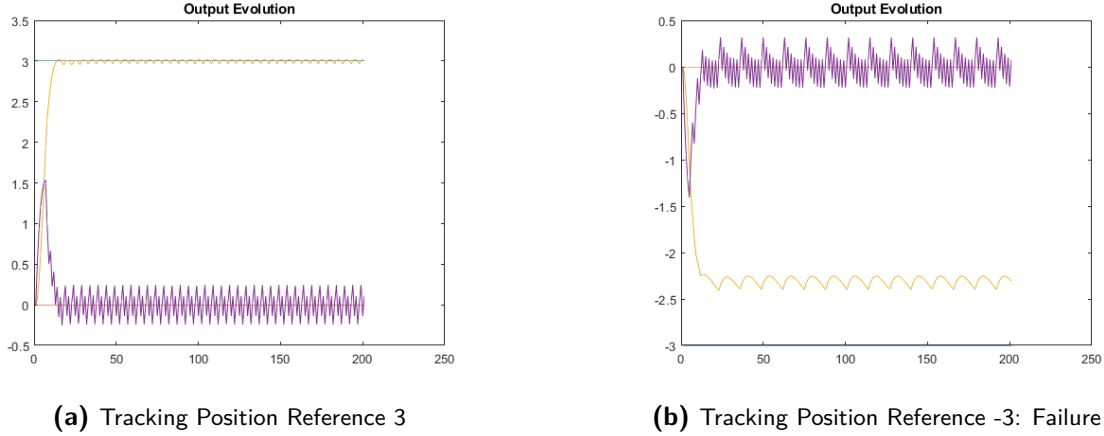 Output Evolution
3.5
3
2.5
2
1.5
1
0.5
0
-0.5
0 50 100 150 200 250
(a) Tracking Position Reference 3
Output Evolution
0
-0.5
-1
-1.5
-2
-2.5
-3
0 50 100 150 200 250
(b) Tracking Position Reference -3: Failure